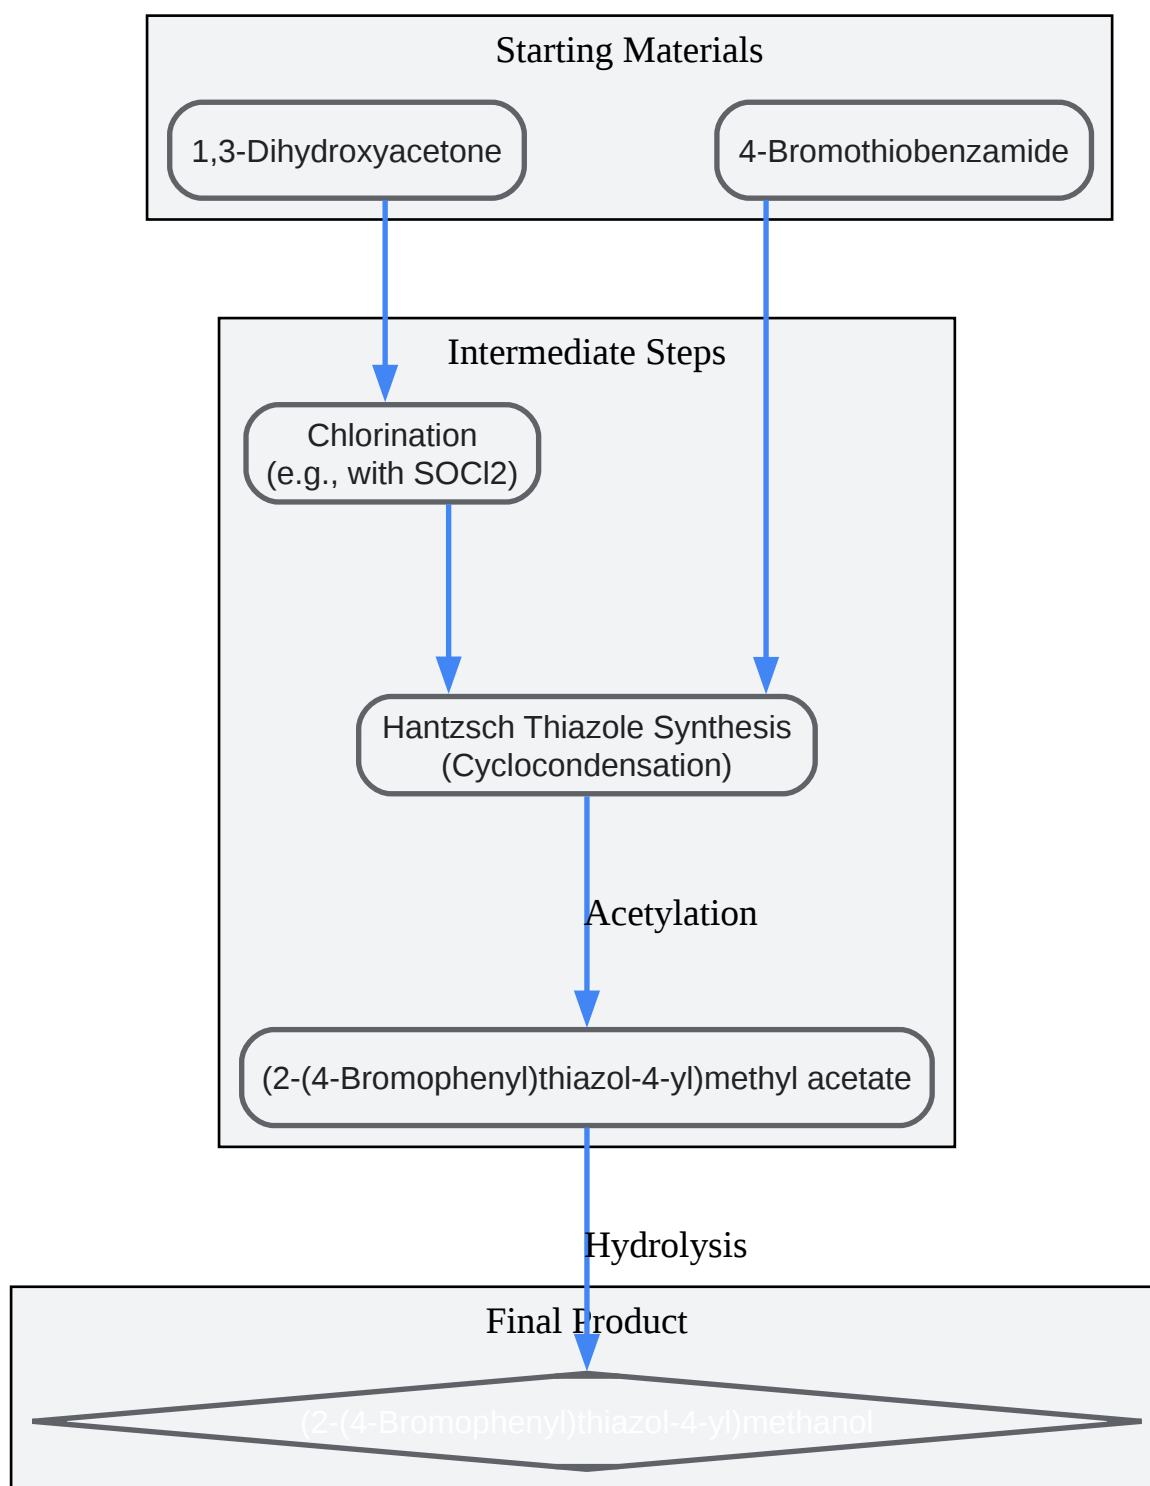 Starting Materials
1,3-Dihydroxyacetone
4-Bromothiobenzamide
Intermediate Steps
Chlorination
(e.g., with SOCl2)
Hantzsch Thiazole Synthesis
(Cyclocondensation)
Acetylation
(2-(4-Bromophenyl)thiazol-4-yl)methyl acetate
Hydrolysis
Final Product
(2-(4-Bromophenyl)thiazol-4-yl)methanol